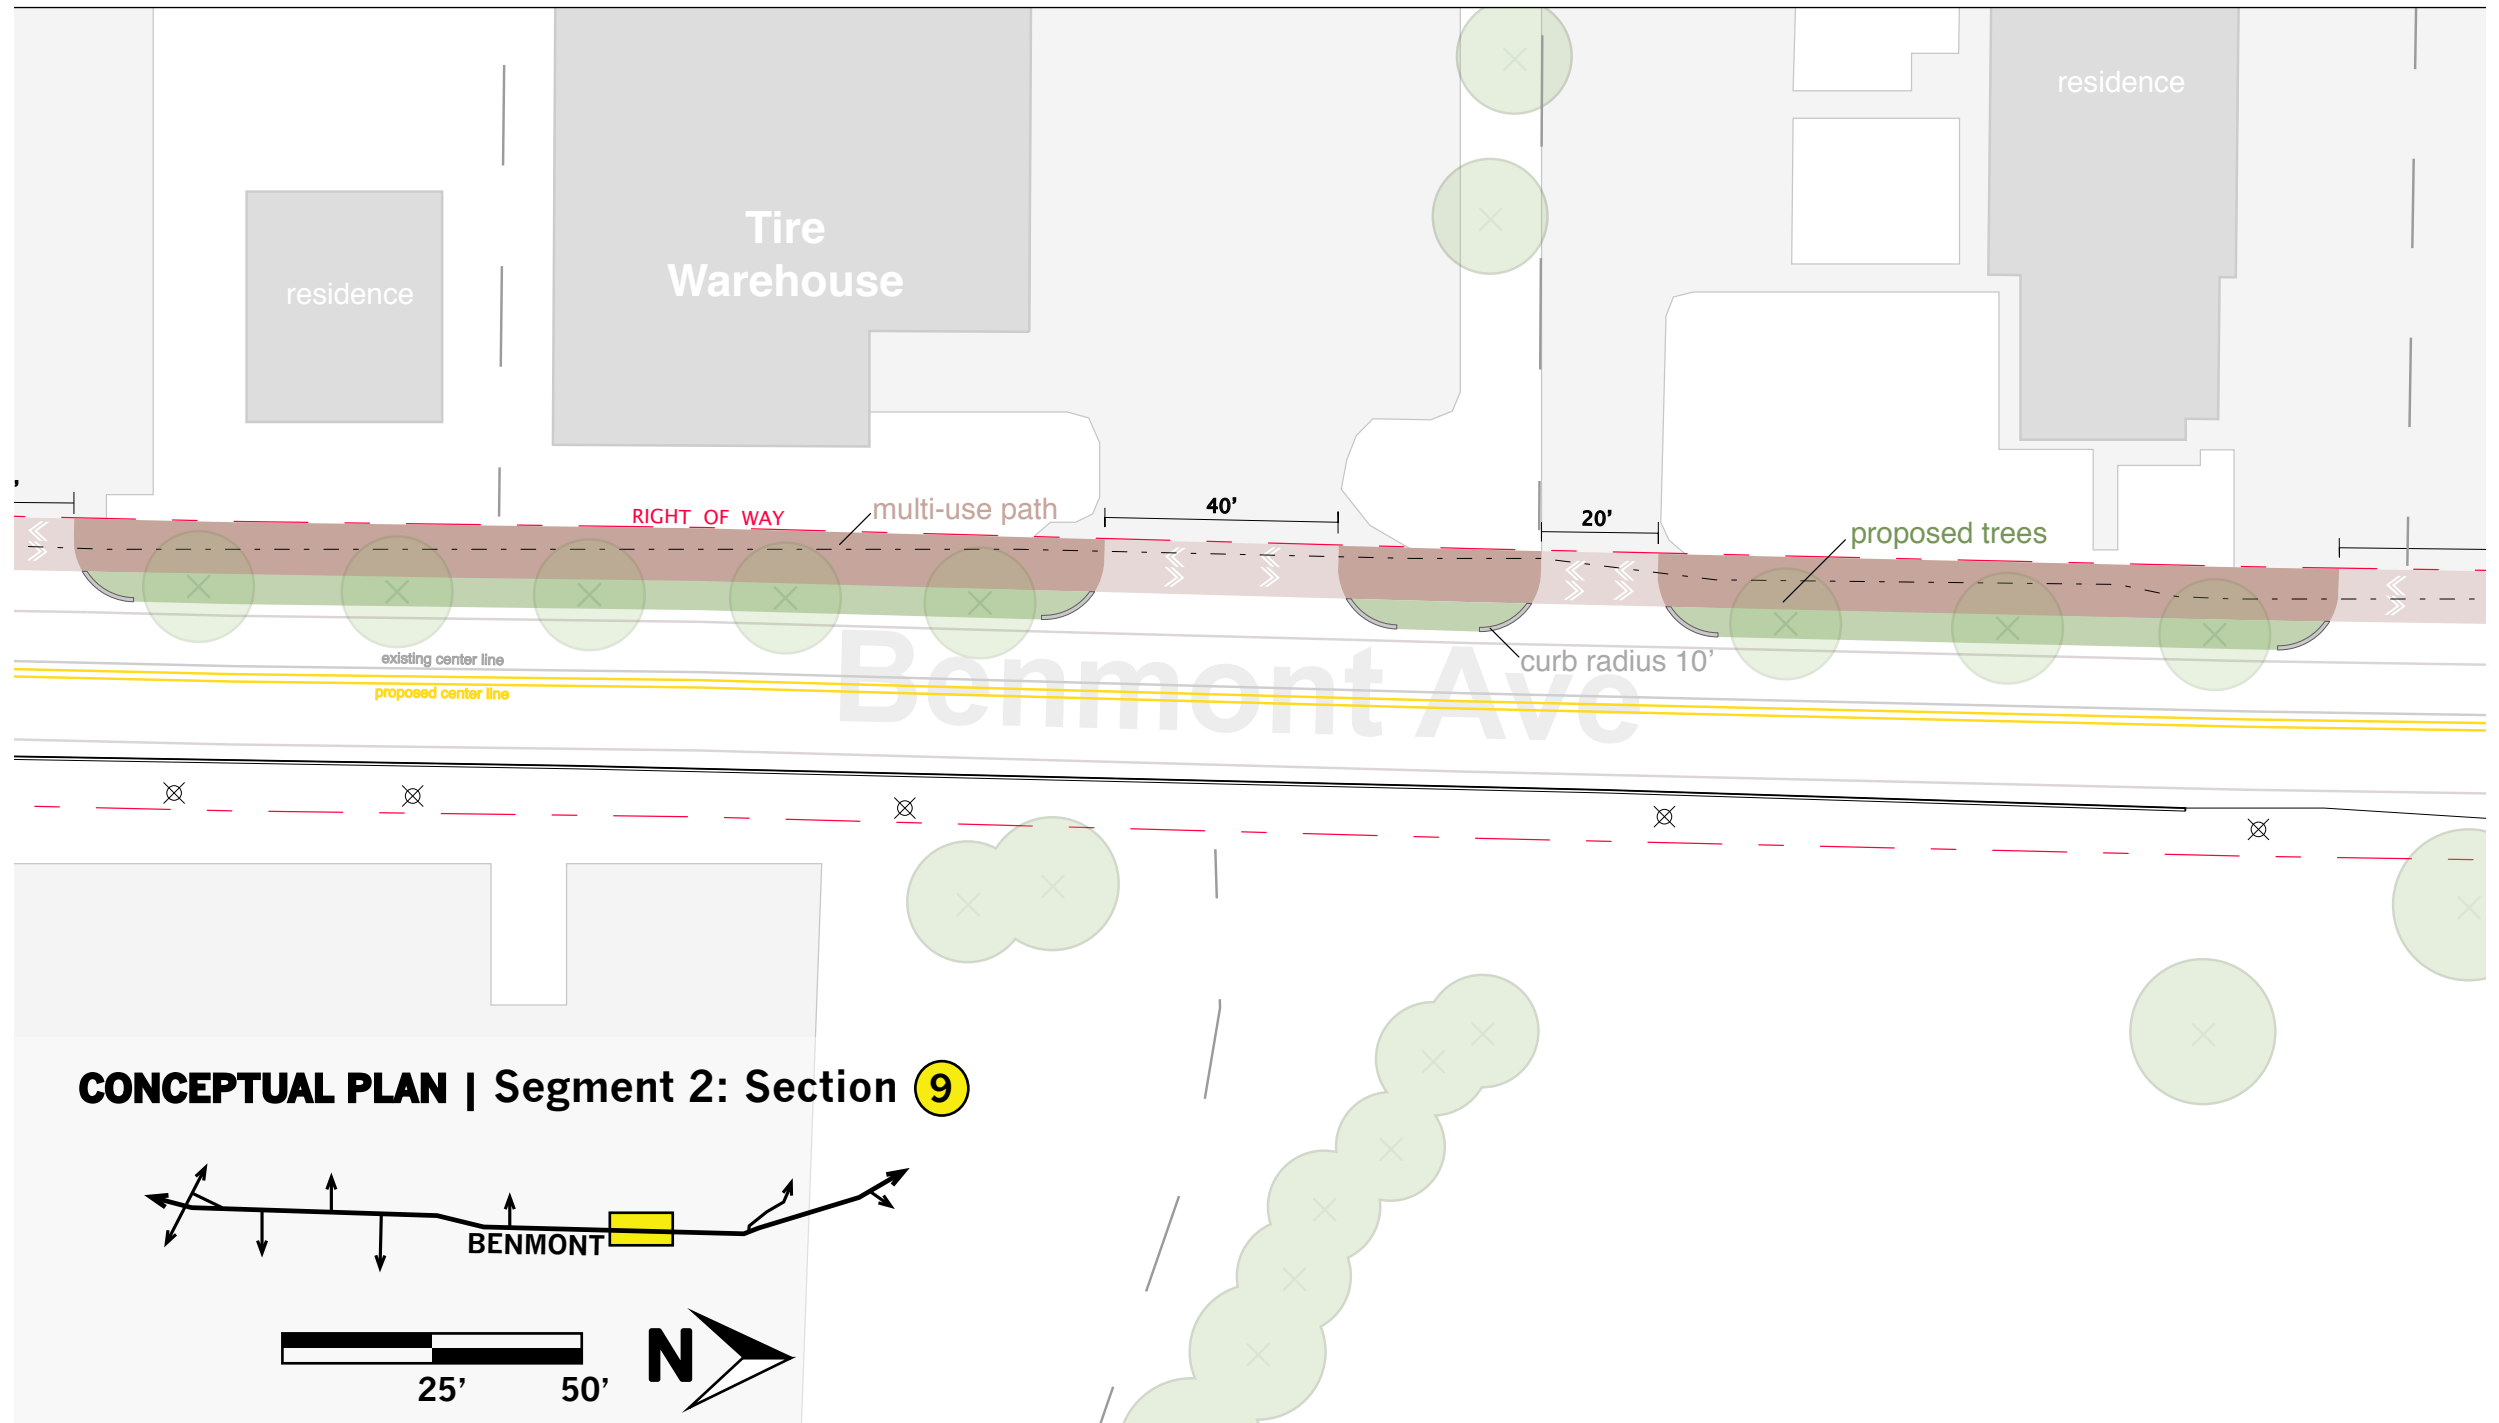 residence
Tire
Warehouse
residence
’
RIGHT OF WAY
multi-use path
40’
20’
proposed trees
existing center line
proposed center line
Benmont Ave
curb radius 10’
CONCEPTUAL PLAN | Segment 2: Section 9
BENMONT
25’
50’
N